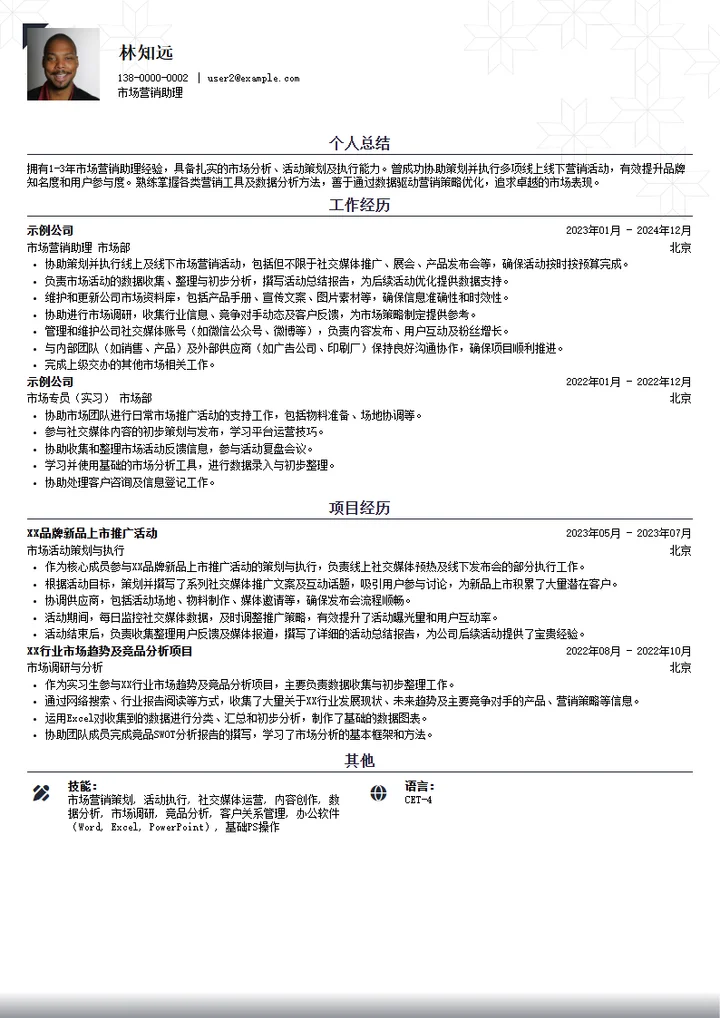 林知远
138-0000-0002 | user2@example.com
市场营销助理
个人总结
拥有1-3年市场营销助理经验，具备扎实的市场分析、活动策划及执行能力。曾成功协助策划并执行多项线上线下营销活动，有效提升品牌
知名度和用户参与度。熟练掌握各类营销工具及数据分析方法，善于通过数据驱动营销策略优化，追求卓越的市场表现。
工作经历
示例公司 2023年01月 - 2024年12月
市场营销助理 市场部 北京
• 协助策划并执行线上及线下市场营销活动，包括但不限于社交媒体推广、展会、产品发布会等，确保活动按时按预算完成。
• 负责市场活动的数据收集、整理与初步分析，撰写活动总结报告，为后续活动优化提供数据支持。
• 维护和更新公司市场资料库，包括产品手册、宣传文案、图片素材等，确保信息准确性和时效性。
• 协助进行市场调研，收集行业信息、竞争对手动态及客户反馈，为市场策略制定提供参考。
• 管理和维护公司社交媒体账号（如微信公众号、微博等），负责内容发布、用户互动及粉丝增长。
• 与内部团队（如销售、产品）及外部供应商（如广告公司、印刷厂）保持良好沟通协作，确保项目顺利推进。
• 完成上级交办的其他市场相关工作。
示例公司 2022年01月 - 2022年12月
市场专员（实习） 市场部 北京
• 协助市场团队进行日常市场推广活动的支持工作，包括物料准备、场地协调等。
• 参与社交媒体内容的初步策划与发布，学习平台运营技巧。
• 协助收集和整理市场活动反馈信息，参与活动复盘会议。
• 学习并使用基础的市场分析工具，进行数据录入与初步整理。
• 协助处理客户咨询及信息登记工作。
项目经历
XX品牌新品上市推广活动 2023年05月 - 2023年07月
市场活动策划与执行 北京
• 作为核心成员参与XX品牌新品上市推广活动的策划与执行，负责线上社交媒体预热及线下发布会的部分执行工作。
• 根据活动目标，策划并撰写了系列社交媒体推广文案及互动话题，吸引用户参与讨论，为新品上市积累了大量潜在客户。
• 协调供应商，包括活动场地、物料制作、媒体邀请等，确保发布会流程顺畅。
• 活动期间，每日监控社交媒体数据，及时调整推广策略，有效提升了活动曝光量和用户互动率。
• 活动结束后，负责收集整理用户反馈及媒体报道，撰写了详细的活动总结报告，为公司后续活动提供了宝贵经验。
XX行业市场趋势及竞品分析项目 2022年08月 - 2022年10月
市场调研与分析 北京
• 作为实习生参与XX行业市场趋势及竞品分析项目，主要负责数据收集与初步整理工作。
• 通过网络搜索、行业报告阅读等方式，收集了大量关于XX行业发展现状、未来趋势及主要竞争对手的产品、营销策略等信息。
• 运用Excel对收集到的数据进行分类、汇总和初步分析，制作了基础的数据图表。
• 协助团队成员完成竞品SWOT分析报告的撰写，学习了市场分析的基本框架和方法。
其他
技能：
市场营销策划, 活动执行, 社交媒体运营, 内容创作, 数
据分析, 市场调研, 竞品分析, 客户关系管理, 办公软件
（Word, Excel, PowerPoint）, 基础PS操作
语言：
CET-4